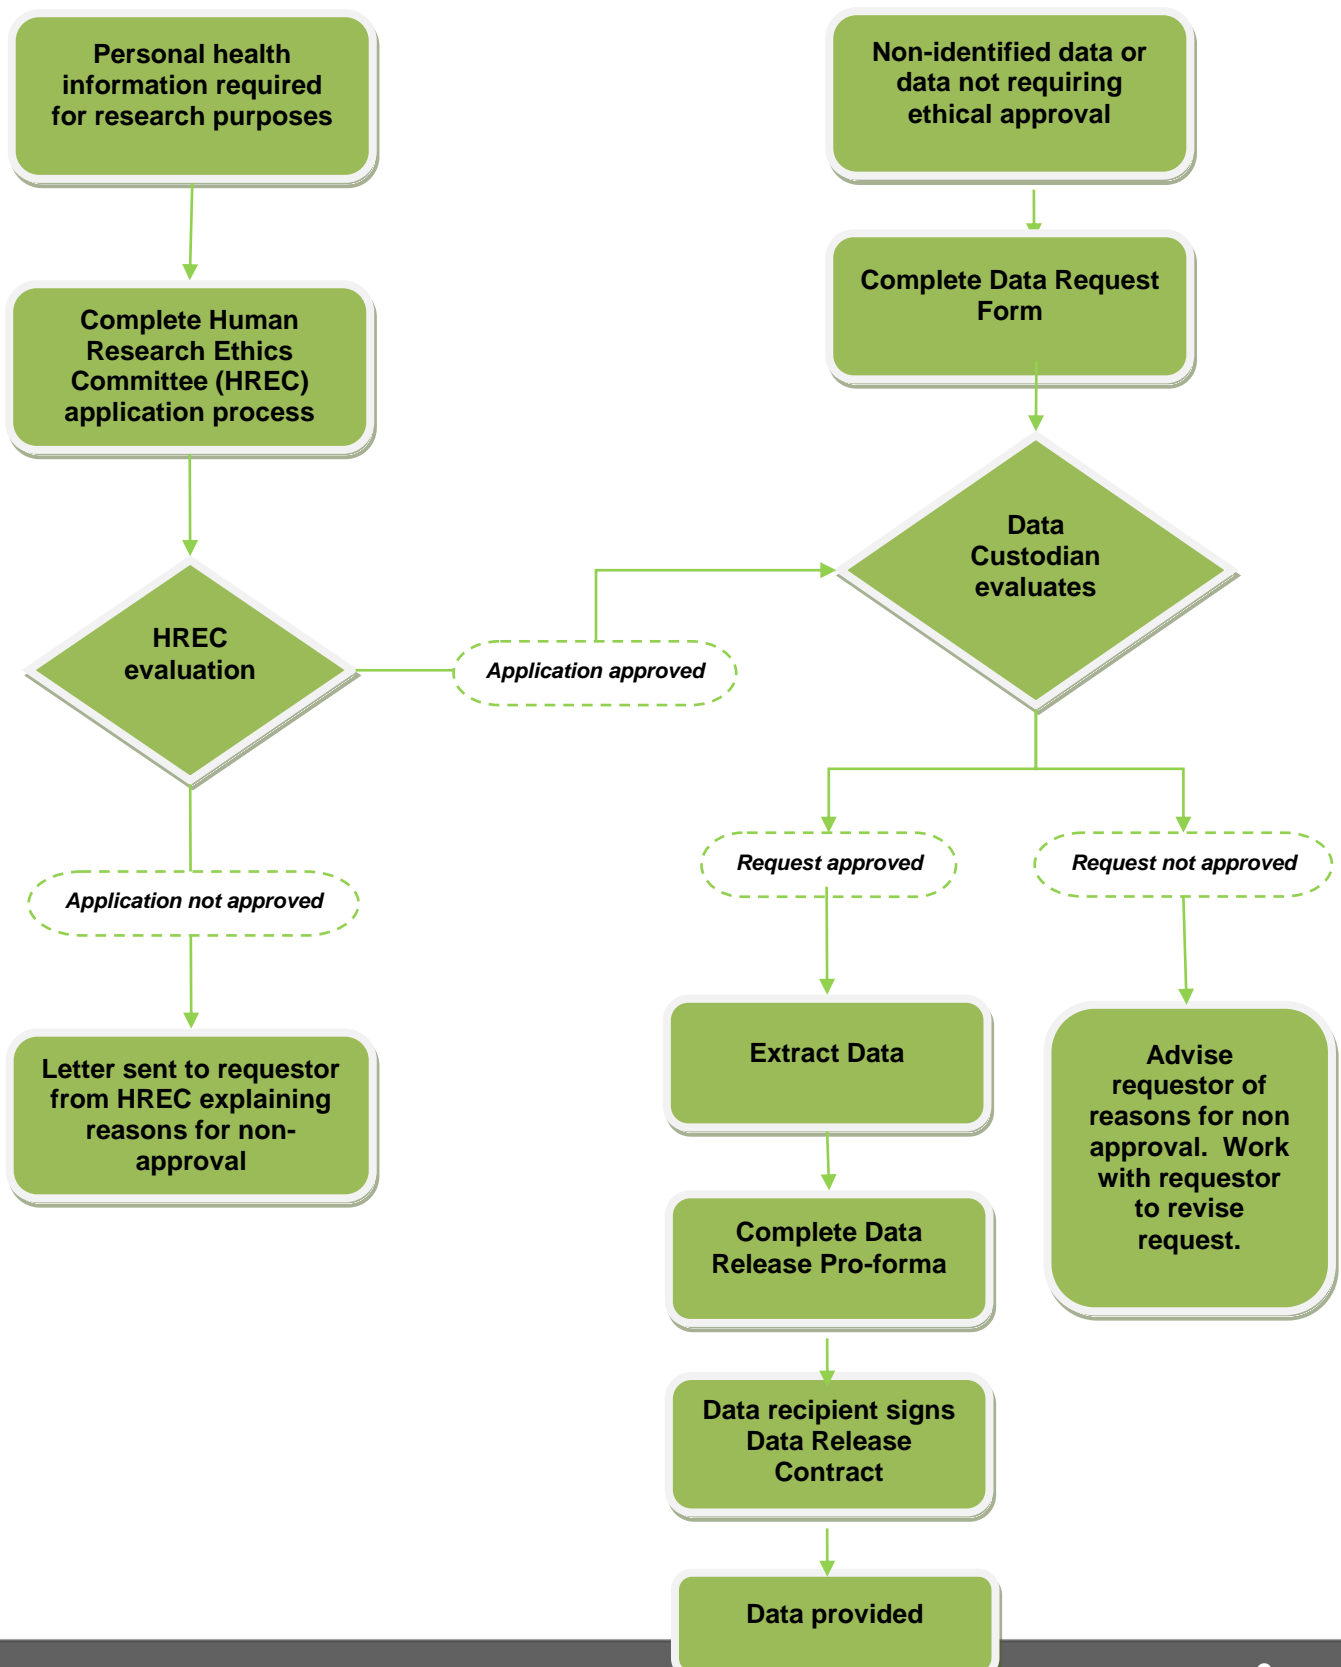 Personal health
information required
for research purposes
Non-identified data or
data not requiring
ethical approval
Complete Human
Research Ethics
Committee (HREC)
application process
Complete Data Request
Form
HREC
evaluation
Application approved
Data
Custodian
evaluates
Application not approved
Request approved
Request not approved
Letter sent to requestor
from HREC explaining
reasons for non-
approval
Extract Data
Advise
requestor of
reasons for non
approval.  Work
with requestor
to revise
request.
Complete Data
Release Pro-forma
Data recipient signs
Data Release
Contract
Data provided